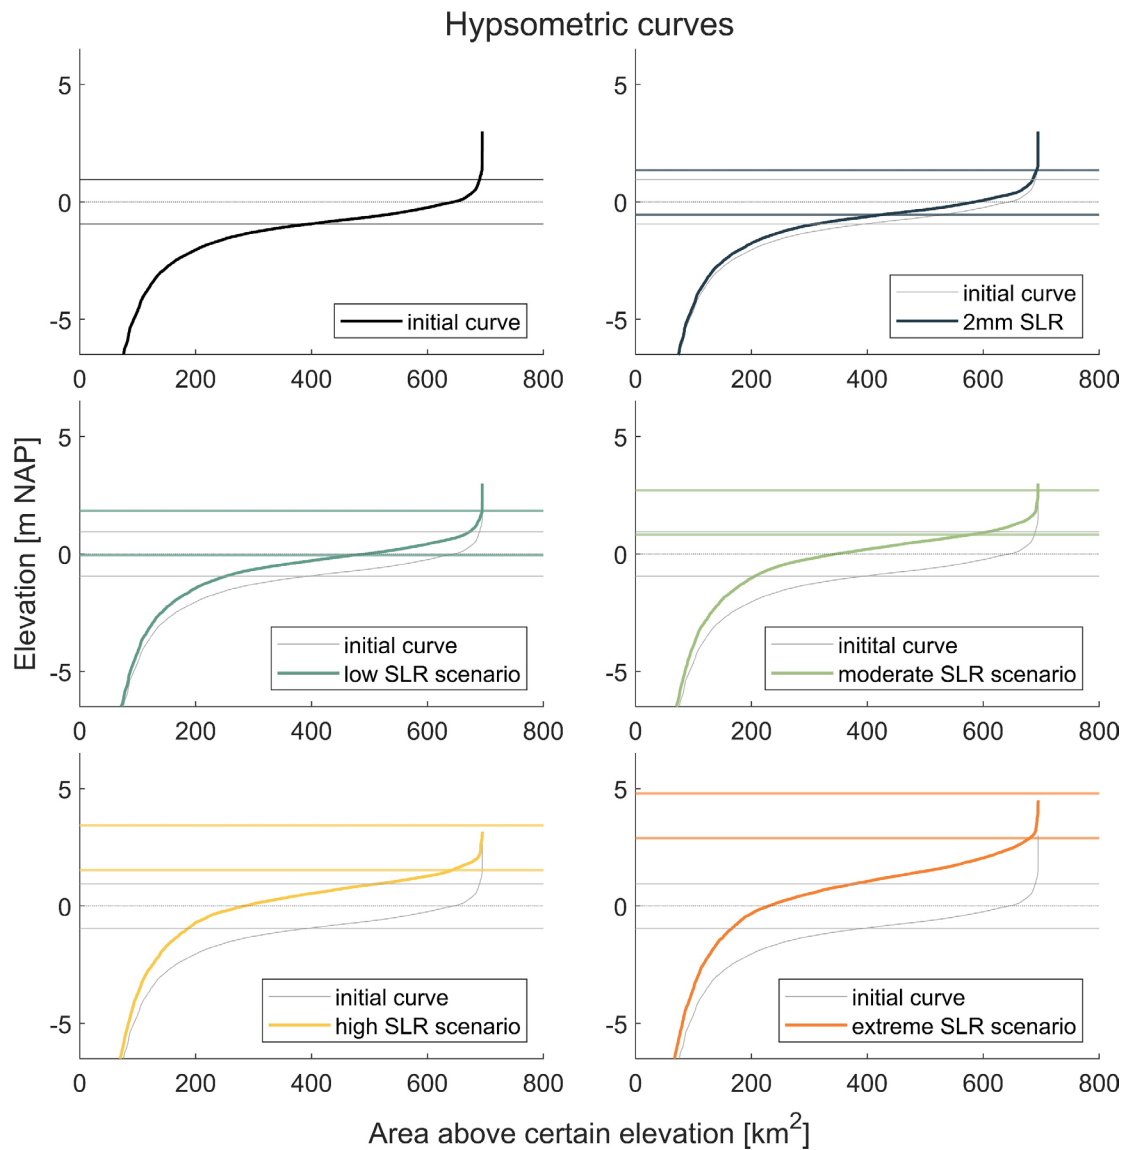 Hypsometric curves
5
0
-5
0 200 400 600 800
initial curve
5
0
-5
0 200 400 600 800
initial curve
2mm SLR
Elevation [m NAP]
5
0
-5
0 200 400 600 800
initial curve
low SLR scenario
5
0
-5
0 200 400 600 800
initital curve
moderate SLR scenario
5
0
-5
0 200 400 600 800
initial curve
high SLR scenario
5
0
-5
0 200 400 600 800
initial curve
extreme SLR scenario
Area above certain elevation [km²]